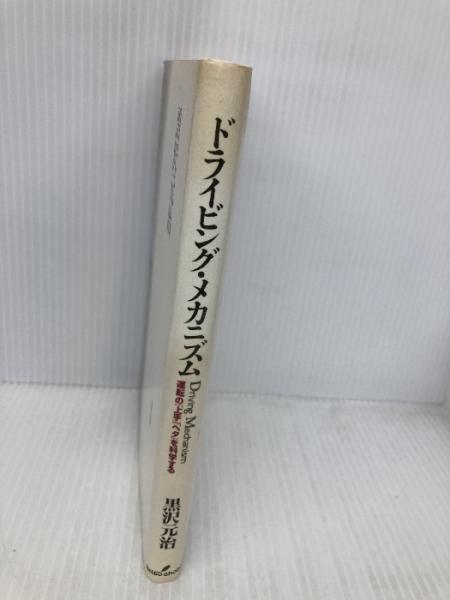 ドライビング・メカニズム
Driving Mechanism
運転の「上手」「ヘタ」を科学する
黒沢元治